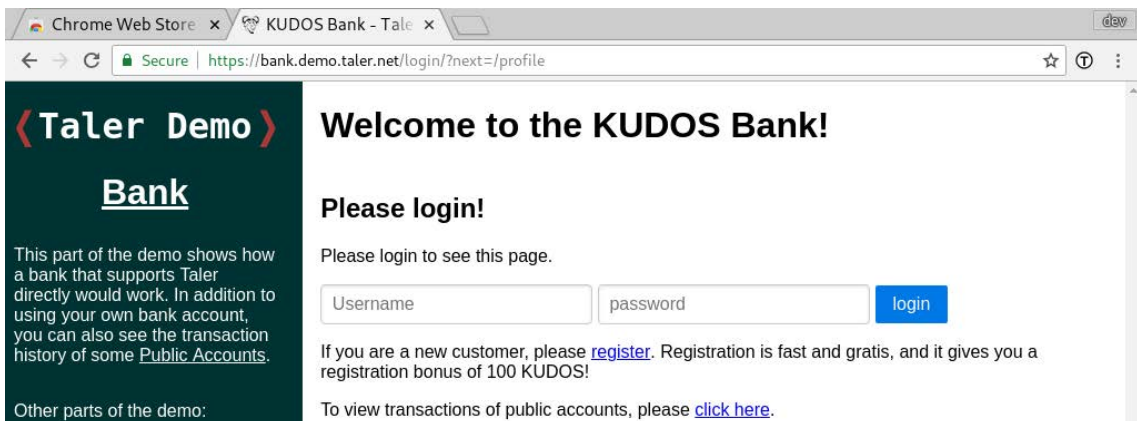 Chrome Web Store
KUDOS Bank - Tale
dev
Secure | https://bank.demo.taler.net/login/?next=/profile
❬Taler Demo❭
Bank
This part of the demo shows how
a bank that supports Taler
directly would work. In addition to
using your own bank account,
you can also see the transaction
history of some Public Accounts.
Other parts of the demo:
Welcome to the KUDOS Bank!
Please login!
Please login to see this page.
Username password login
If you are a new customer, please register. Registration is fast and gratis, and it gives you a
registration bonus of 100 KUDOS!
To view transactions of public accounts, please click here.